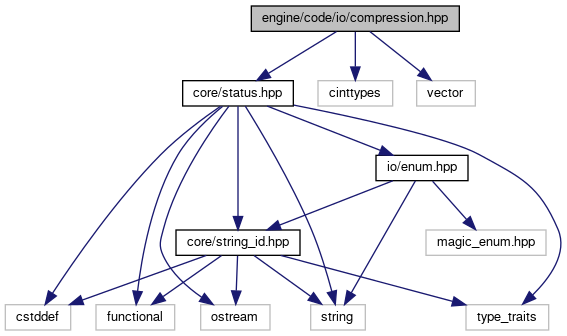 engine/code/io/compression.hpp
core/status.hpp
cinttypes
vector
io/enum.hpp
core/string_id.hpp
magic_enum.hpp
cstddef
functional
ostream
string
type_traits